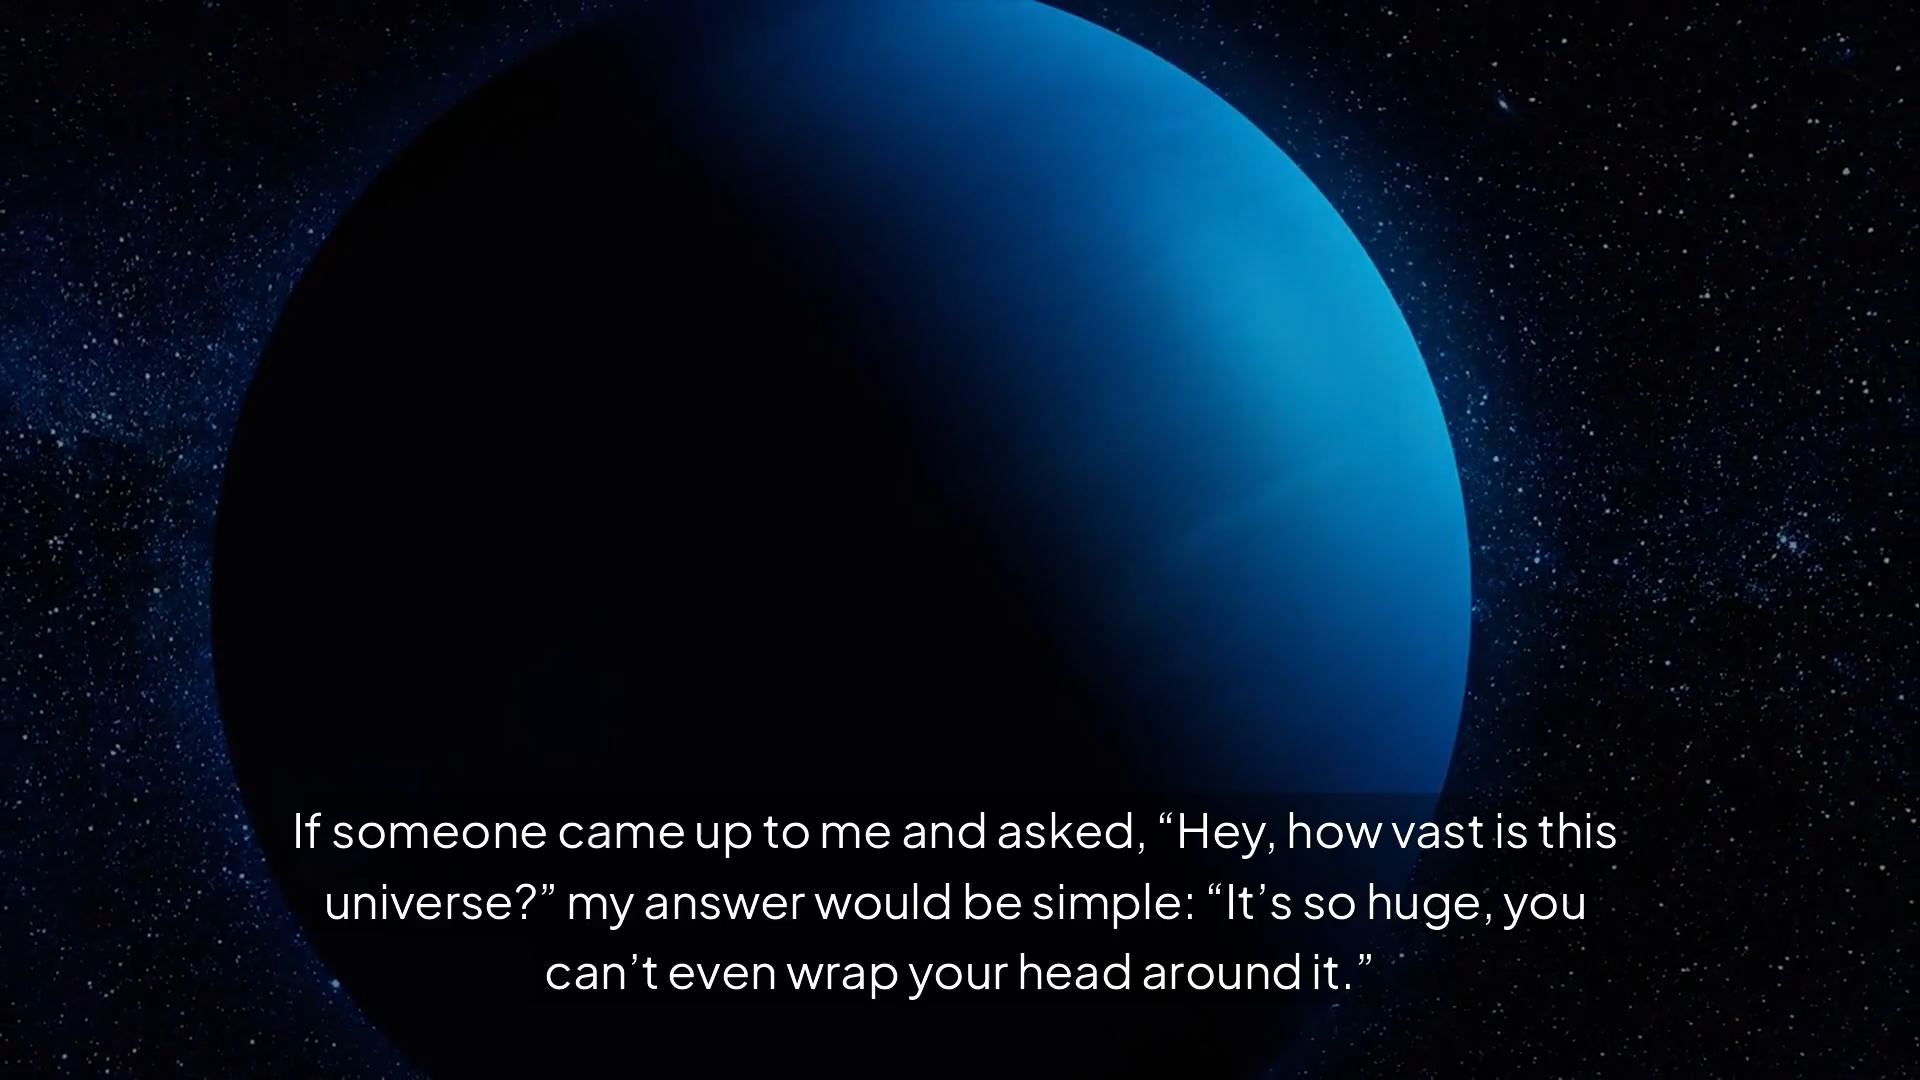 If someone came up to me and asked, “Hey, how vast is this
universe?” my answer would be simple: “It’s so huge, you
can’t even wrap your head around it.”